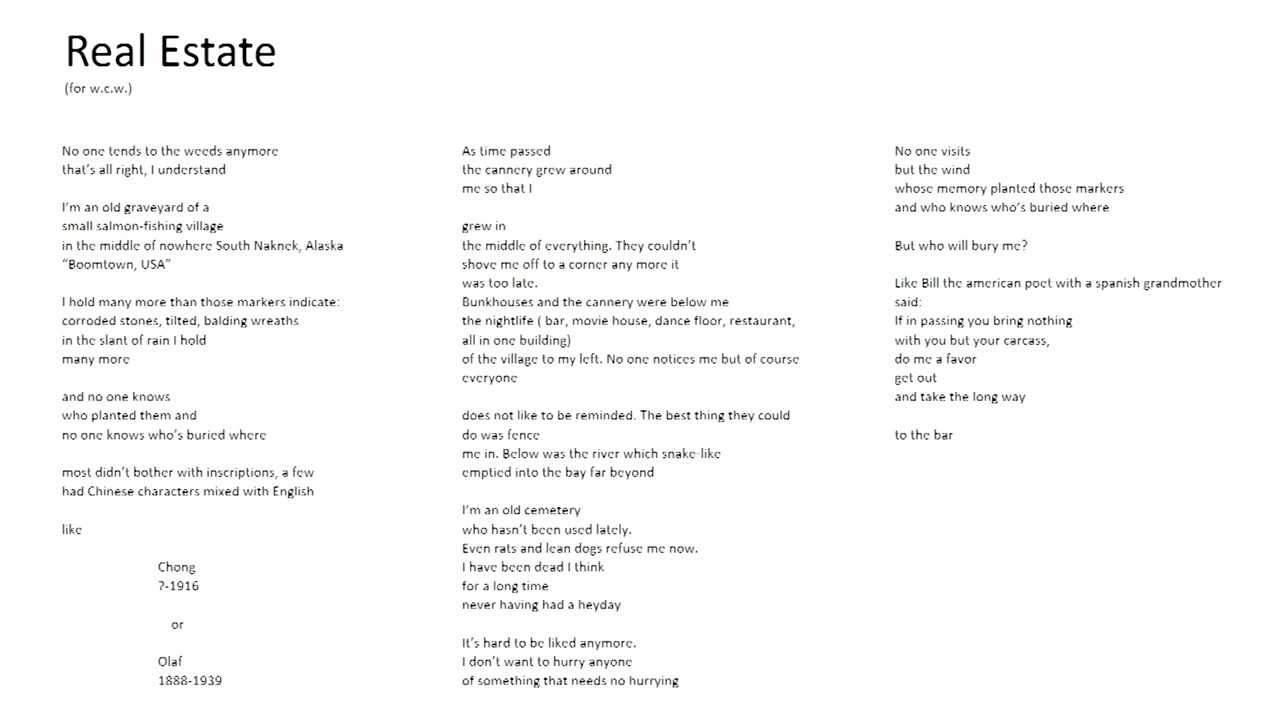 Real Estate
(for w.c.w.)
No one tends to the weeds anymore
that's all right, I understand
I'm an old graveyard of a
small salmon-fishing village
in the middle of nowhere South Naknek, Alaska
“Boomtown, USA”
I hold many more than those markers indicate:
corroded stones, tilted, balding wreaths
in the slant of rain I hold
many more
and no one knows
who planted them and
no one knows who's buried where
most didn't bother with inscriptions, a few
had Chinese characters mixed with English
like
Chong
?-1916
or
Olaf
1888-1939
As time passed
the cannery grew around
me so that I
grew in
the middle of everything. They couldn't
shove me off to a corner any more it
was too late.
Bunkhouses and the cannery were below me
the nightlife ( bar, movie house, dance floor, restaurant,
all in one building)
of the village to my left. No one notices me but of course
everyone
does not like to be reminded. The best thing they could
do was fence
me in. Below was the river which snake-like
emptied into the bay far beyond
I'm an old cemetery
who hasn't been used lately.
Even rats and lean dogs refuse me now.
I have been dead I think
for a long time
never having had a heyday
It's hard to be liked anymore.
I don't want to hurry anyone
of something that needs no hurrying
No one visits
but the wind
whose memory planted those markers
and who knows who's buried where
But who will bury me?
Like Bill the american poet with a spanish grandmother
said:
If in passing you bring nothing
with you but your carcass,
do me a favor
get out
and take the long way
to the bar